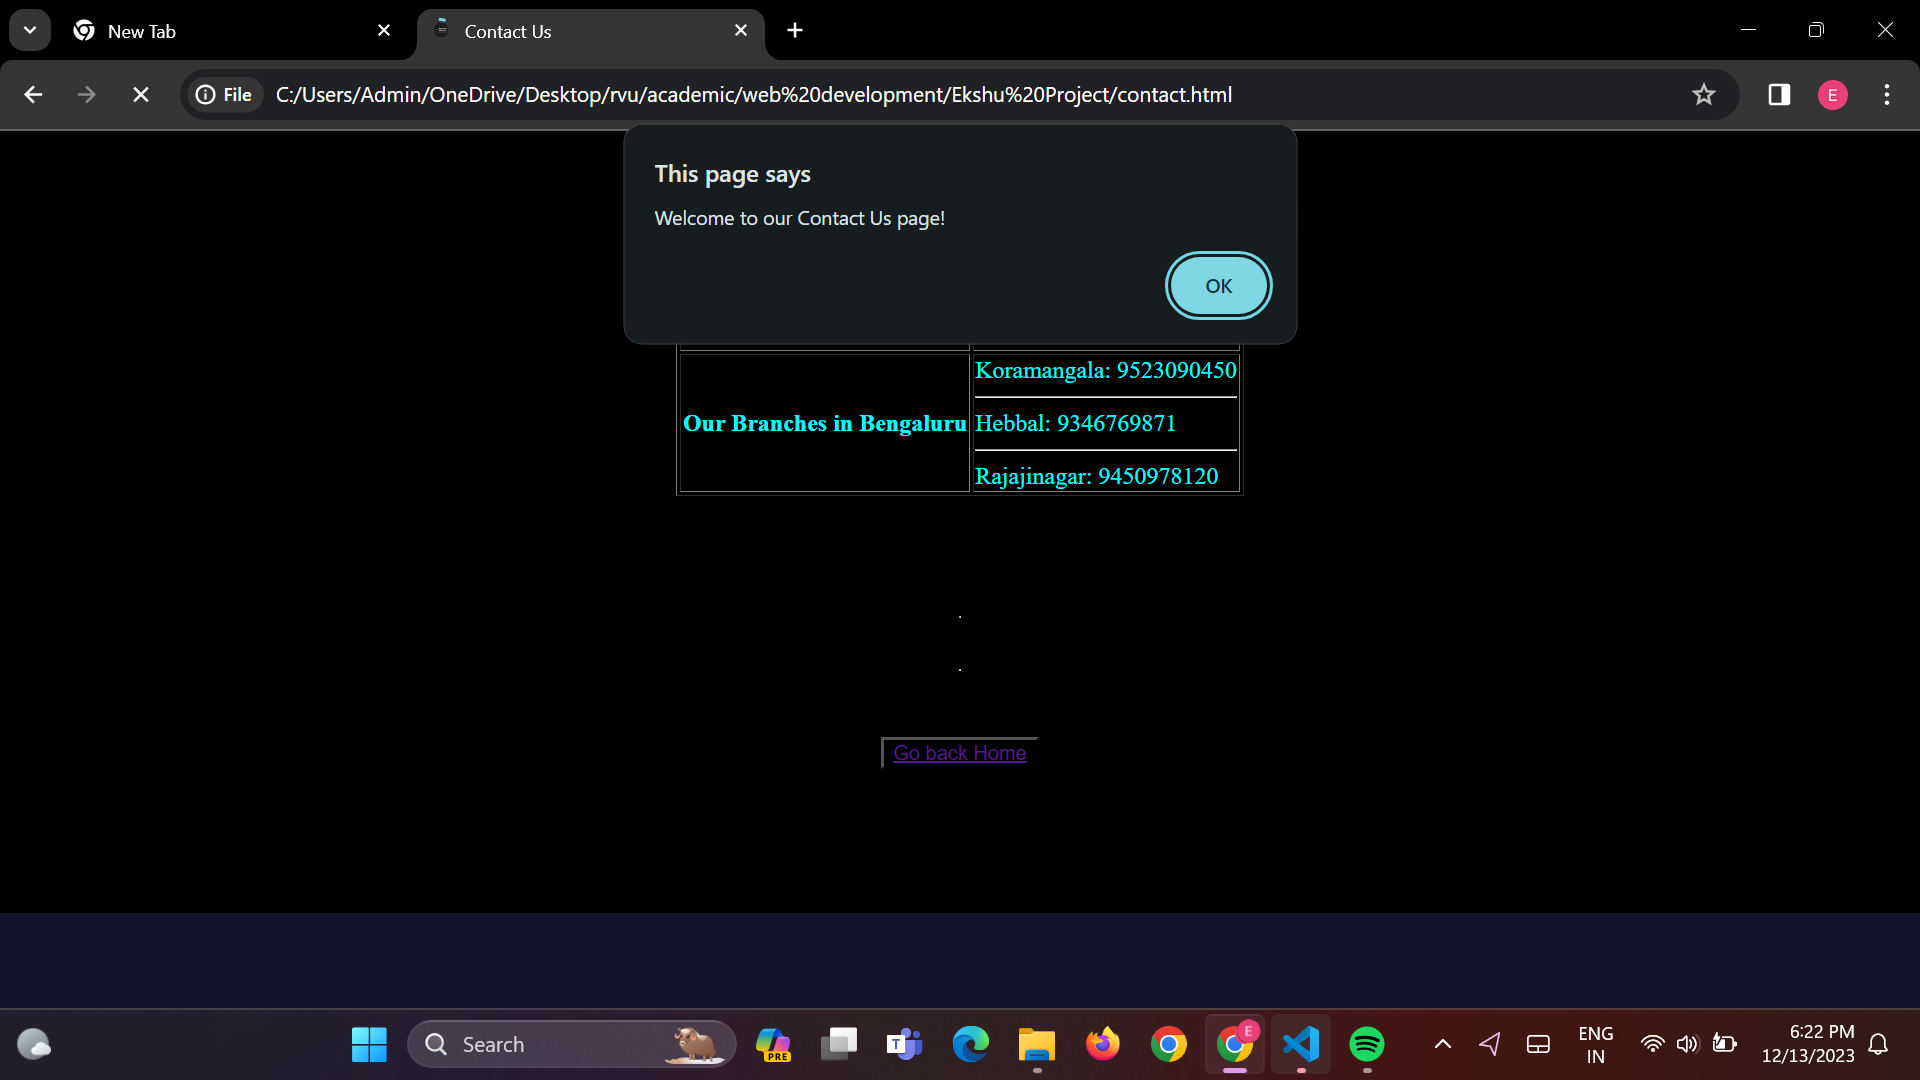 New Tab
Contact Us
File
C:/Users/Admin/OneDrive/Desktop/rvu/academic/web%20development/Ekshu%20Project/contact.html
E
This page says
Welcome to our Contact Us page!
OK
Our Branches in Bengaluru
Koramangala: 9523090450
Hebbal: 9346769871
Rajajinagar: 9450978120
.
.
Go back Home
Search
PRE
T
E
ENG
IN
6:22 PM
12/13/2023